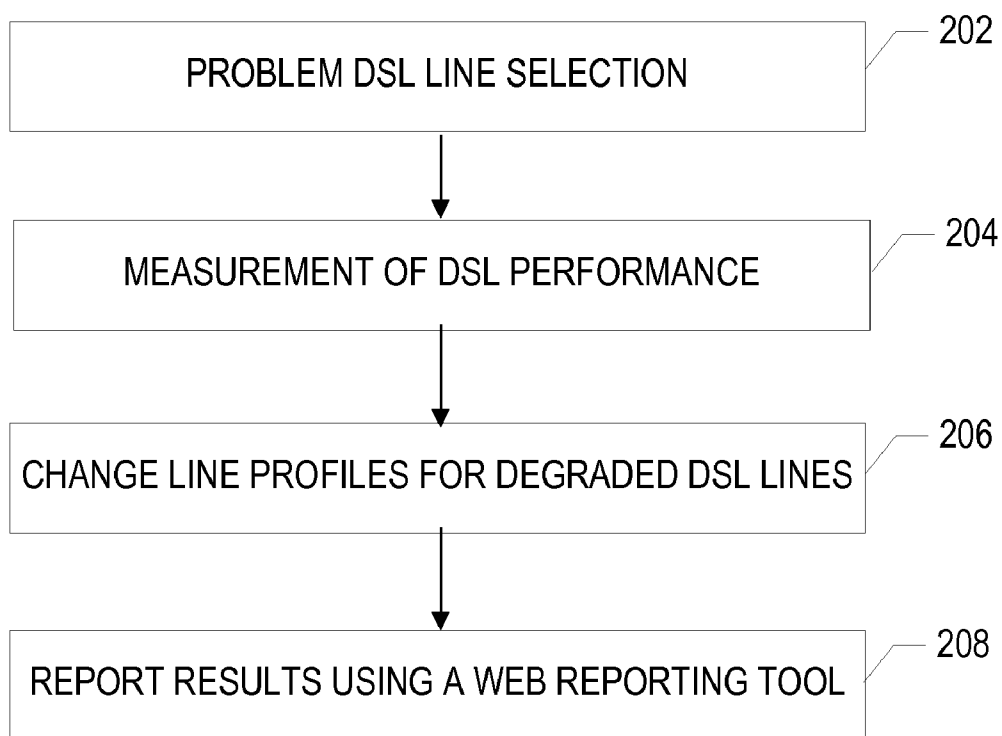 202
PROBLEM DSL LINE SELECTION
204
MEASUREMENT OF DSL PERFORMANCE
206
CHANGE LINE PROFILES FOR DEGRADED DSL LINES
208
REPORT RESULTS USING A WEB REPORTING TOOL